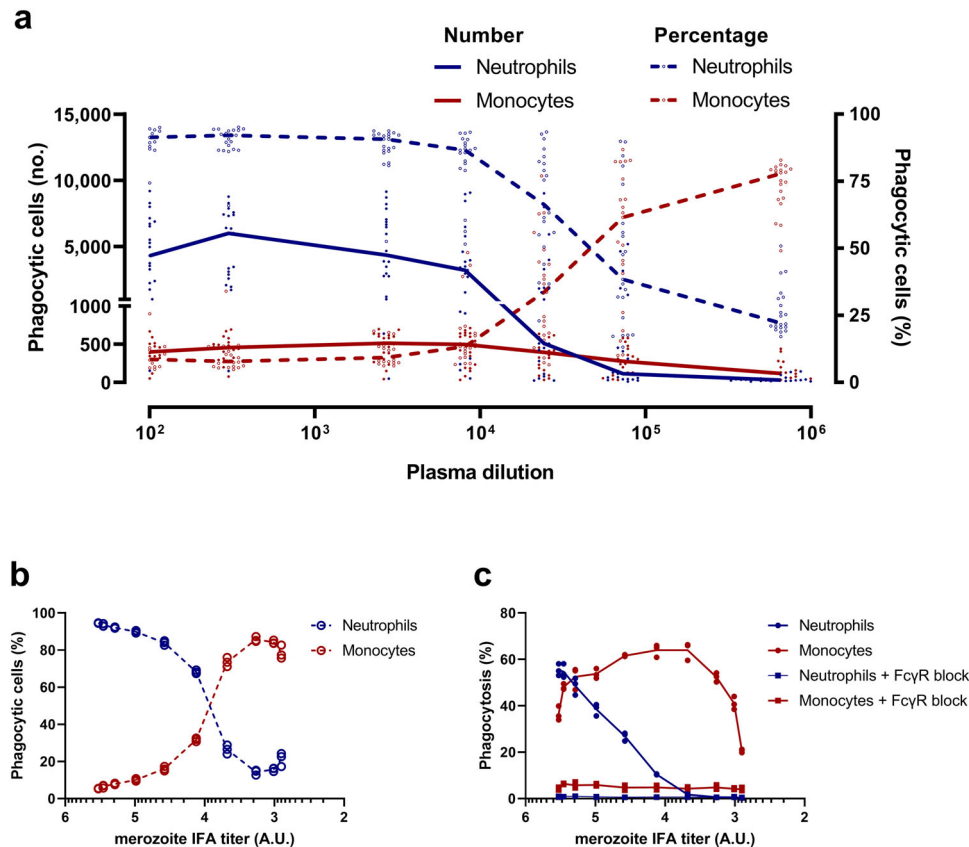 a
Number Percentage
Neutrophils Neutrophils
Monocytes Monocytes
Phagocytic cells (no.)
15,000
10,000
5,000
1000
500
0
100
75
50
25
0
Phagocytic cells (%)
10² 10³ 10⁴ 10⁵ 10⁶
Plasma dilution
b
Phagocytic cells (%)
100
80
60
40
20
0
6 5 4 3 2
merozoite IFA titer (A.U.)
Neutrophils
Monocytes
c
Phagocytosis (%)
80
60
40
20
0
6 5 4 3 2
merozoite IFA titer (A.U.)
Neutrophils
Monocytes
Neutrophils + FcγR block
Monocytes + FcγR block